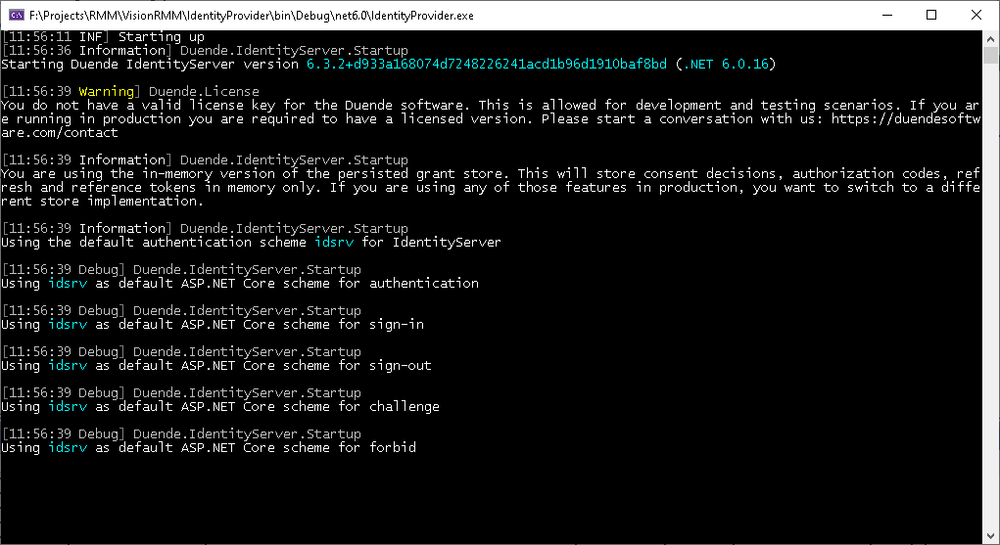 F:\Projects\RMM\VisionRMM\IdentityProvider\bin\Debug\net6.0\IdentityProvider.exe
[11:56:11 INF] Starting up
[11:56:36 Information] Duende.IdentityServer.Startup
Starting Duende IdentityServer version 6.3.2+d933a168074d7248226241acd1b96d1910baf8bd (.NET 6.0.16)
[11:56:39 Warning] Duende.License
You do not have a valid license key for the Duende software. This is allowed for development and testing scenarios. If you ar
e running in production you are required to have a licensed version. Please start a conversation with us: https://duendesoftw
are.com/contact
[11:56:39 Information] Duende.IdentityServer.Startup
You are using the in-memory version of the persisted grant store. This will store consent decisions, authorization codes, ref
resh and reference tokens in memory only. If you are using any of those features in production, you want to switch to a diffe
rent store implementation.
[11:56:39 Information] Duende.IdentityServer.Startup
Using the default authentication scheme idsrv for IdentityServer
[11:56:39 Debug] Duende.IdentityServer.Startup
Using idsrv as default ASP.NET Core scheme for authentication
[11:56:39 Debug] Duende.IdentityServer.Startup
Using idsrv as default ASP.NET Core scheme for sign-in
[11:56:39 Debug] Duende.IdentityServer.Startup
Using idsrv as default ASP.NET Core scheme for sign-out
[11:56:39 Debug] Duende.IdentityServer.Startup
Using idsrv as default ASP.NET Core scheme for challenge
[11:56:39 Debug] Duende.IdentityServer.Startup
Using idsrv as default ASP.NET Core scheme for forbid